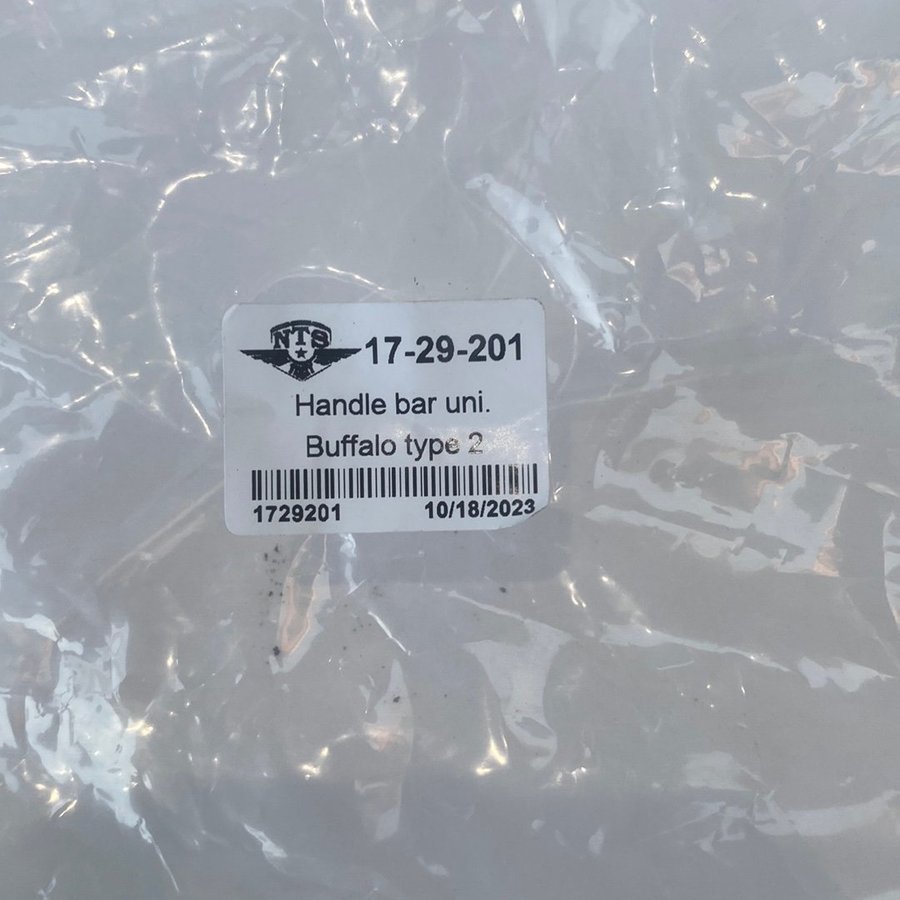 NTS
17-29-201
Handle bar uni.
Buffalo type 2
1729201
10/18/2023